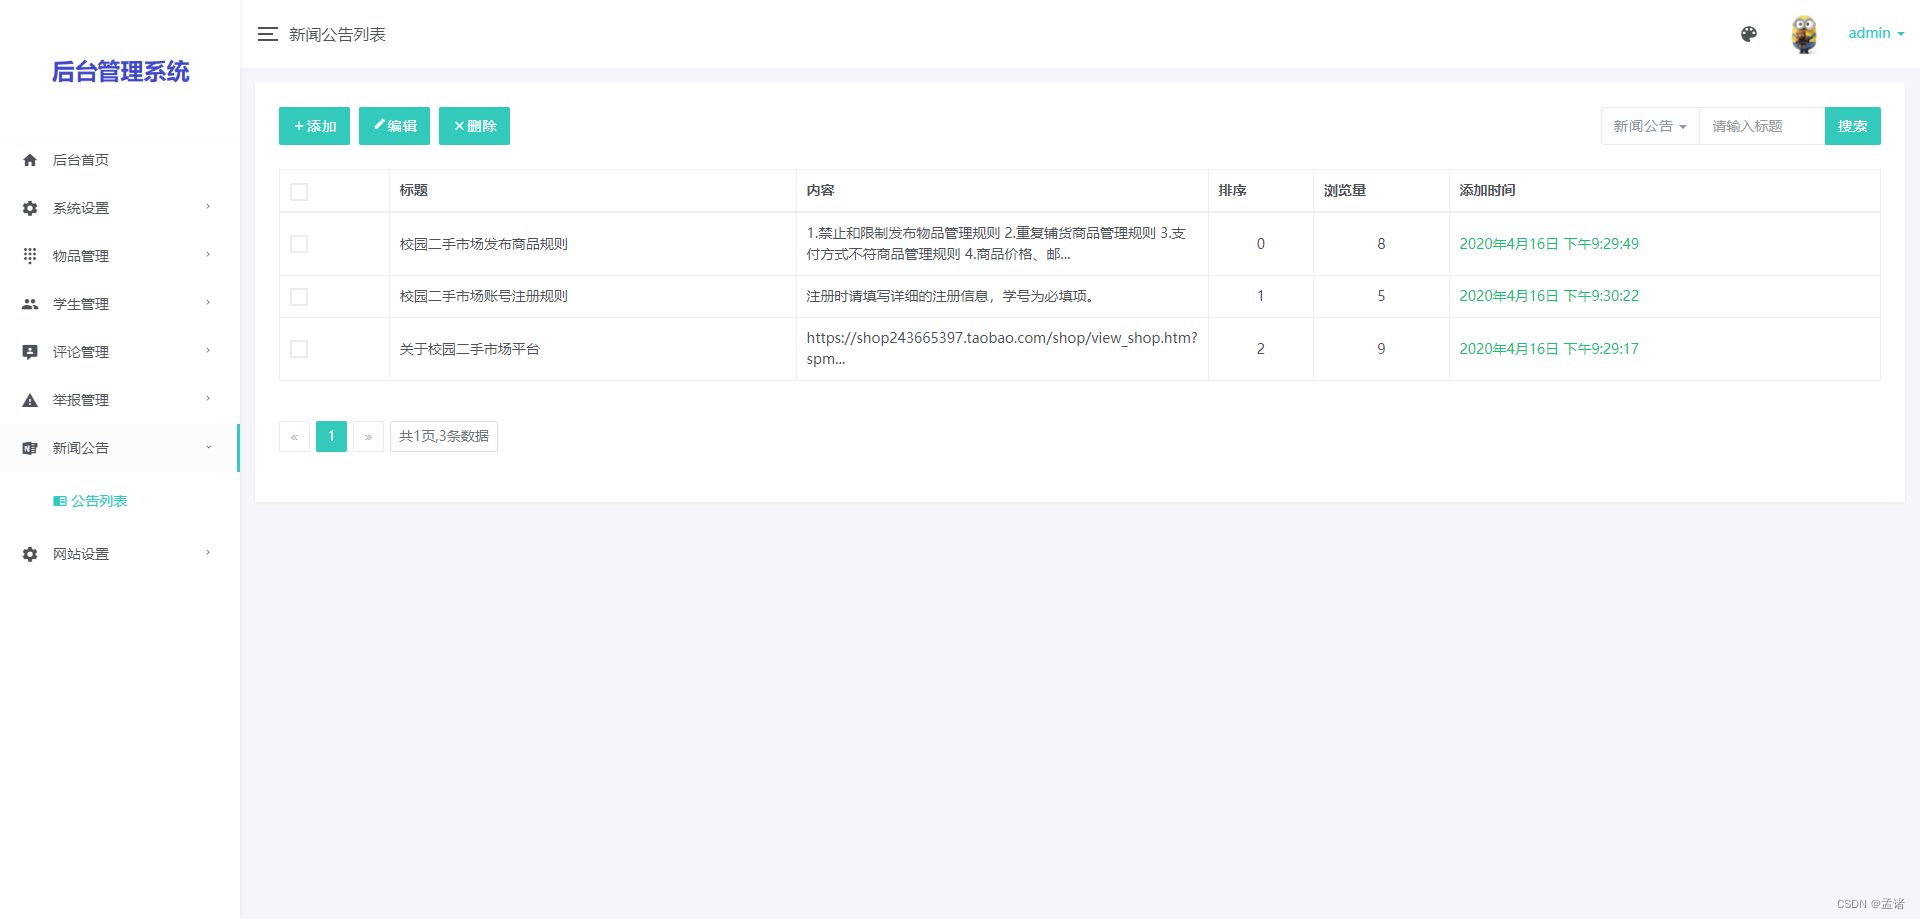 后台管理系统
新闻公告列表
admin
后台首页
系统设置
物品管理
学生管理
评论管理
举报管理
新闻公告
公告列表
网站设置
+添加
编辑
×删除
新闻公告
请输入标题
搜索
标题 内容 排序 浏览量 添加时间
校园二手市场发布商品规则
1.禁止和限制发布物品管理规则 2.重复铺货商品管理规则 3.支
付方式不符商品管理规则 4.商品价格、邮...
0 8 2020年4月16日 下午9:29:49
校园二手市场账号注册规则 注册时请填写详细的注册信息，学号为必填项。 1 5 2020年4月16日 下午9:30:22
关于校园二手市场平台
https://shop243665397.taobao.com/shop/view_shop.htm?
spm...
2 9 2020年4月16日 下午9:29:17
« 1 » 共1页,3条数据
CSDN @孟诸